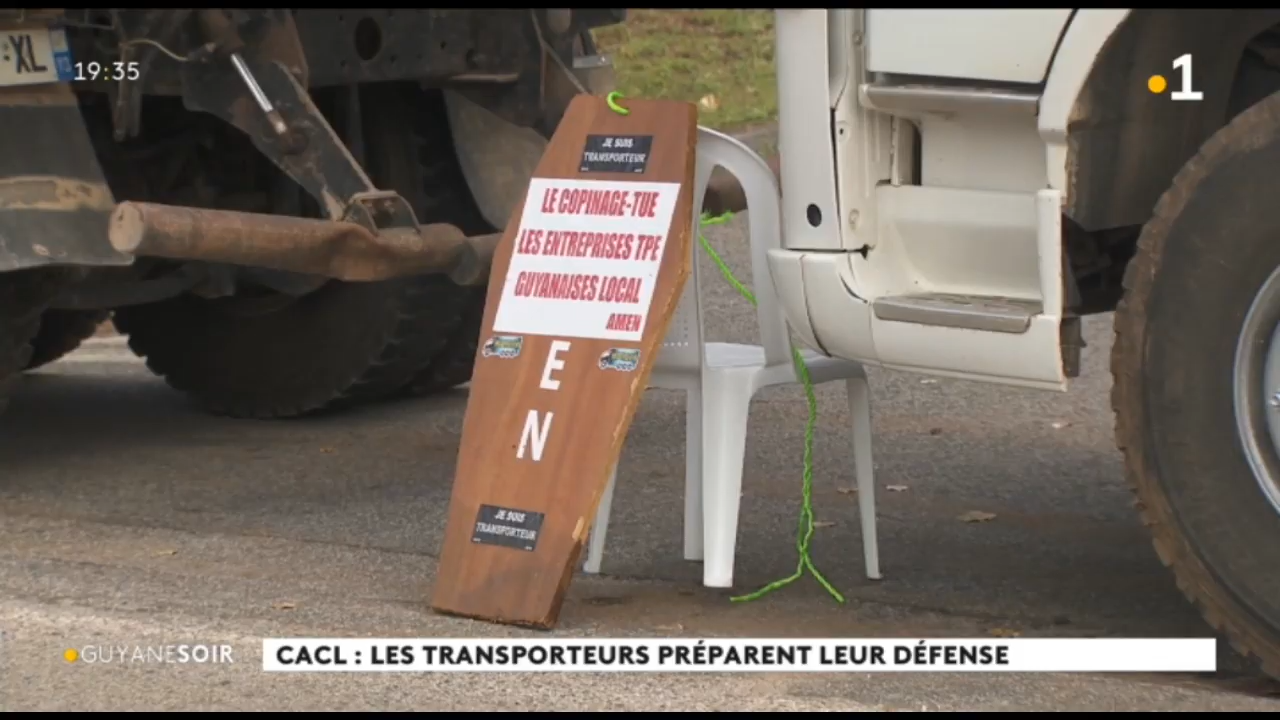 XL
19:35
1
JE SUIS
TRANSPORTEUR
LE COPINAGE-TUE
LES ENTREPRISES TPE
GUYANAISES LOCAL
AMEN
E
N
JE SUIS
TRANSPORTEUR
GUYANESOIR
CACL : LES TRANSPORTEURS PRÉPARENT LEUR DÉFENSE